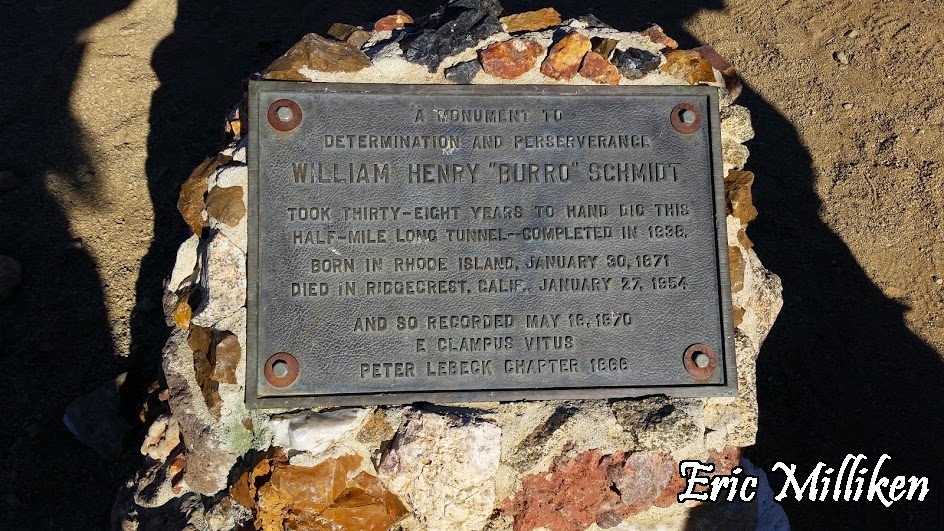 A MONUMENT TO
DETERMINATION AND PERSERVERANCE
WILLIAM HENRY "BURRO" SCHMIDT
TOOK THIRTY-EIGHT YEARS TO HAND DIG THIS
HALF-MILE LONG TUNNEL--COMPLETED IN 1938.
BORN IN RHODE ISLAND, JANUARY 30, 1871
DIED IN RIDGECREST, CALIF., JANUARY 27, 1954
AND SO RECORDED MAY 16, 1970
E CLAMPUS VITUS
PETER LEBECK CHAPTER 1866
Eric Milliken